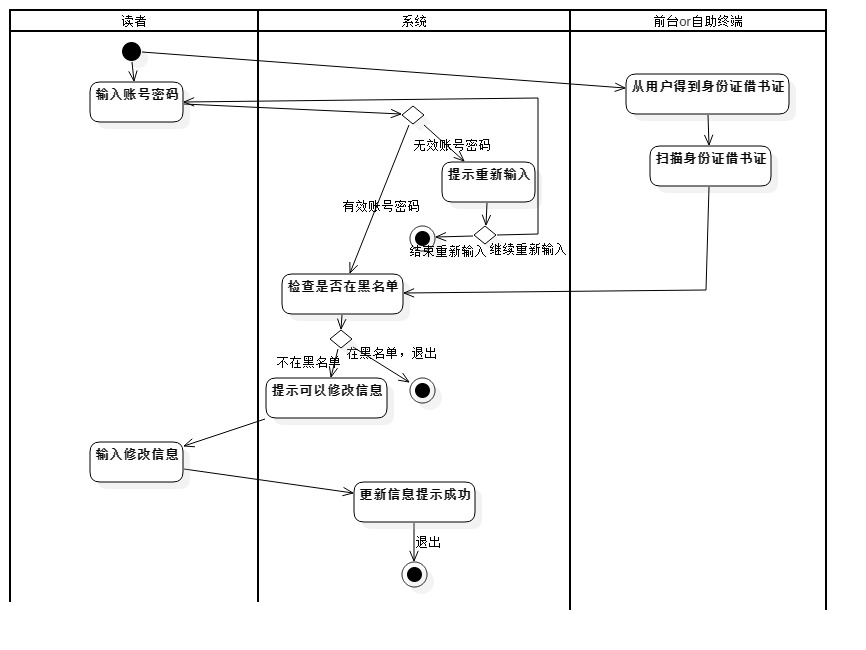 读者
系统
前台or自助终端
输入账号密码
从用户得到身份证借书证
无效账号密码
扫描身份证借书证
提示重新输入
有效账号密码
结束重新输入
继续重新输入
检查是否在黑名单
不在黑名单
在黑名单，退出
提示可以修改信息
输入修改信息
更新信息提示成功
退出